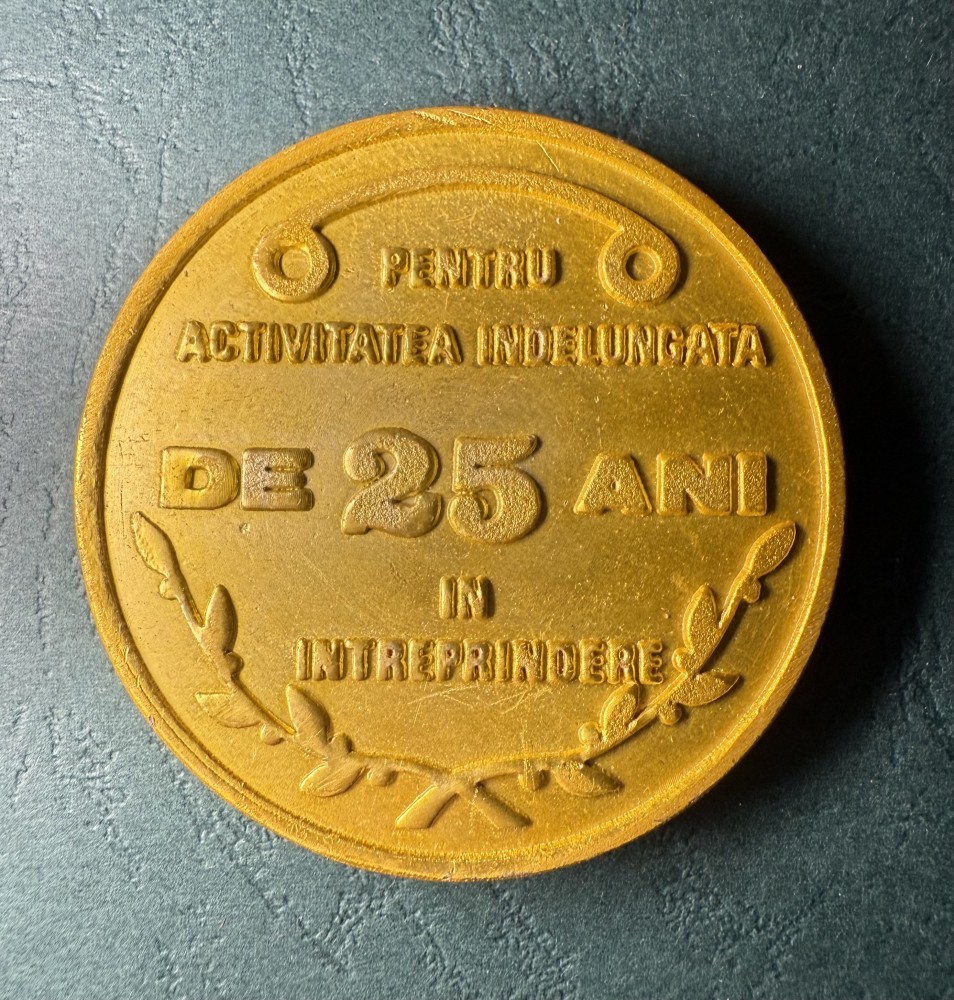 PENTRU
ACTIVITATEA INDELUNGATA
DE 25 ANI
IN
INTREPRINDERE